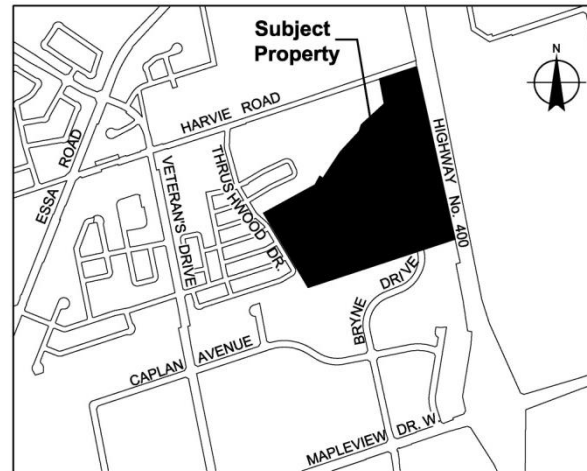 Subject
Property
N
HARVIE ROAD
ESSA ROAD
VETERAN'S DRIVE
THRUSHWOOD DR.
HIGHWAY No. 400
BRYNE DRIVE
CAPLAN AVENUE
MAPLEVIEW DR. W.